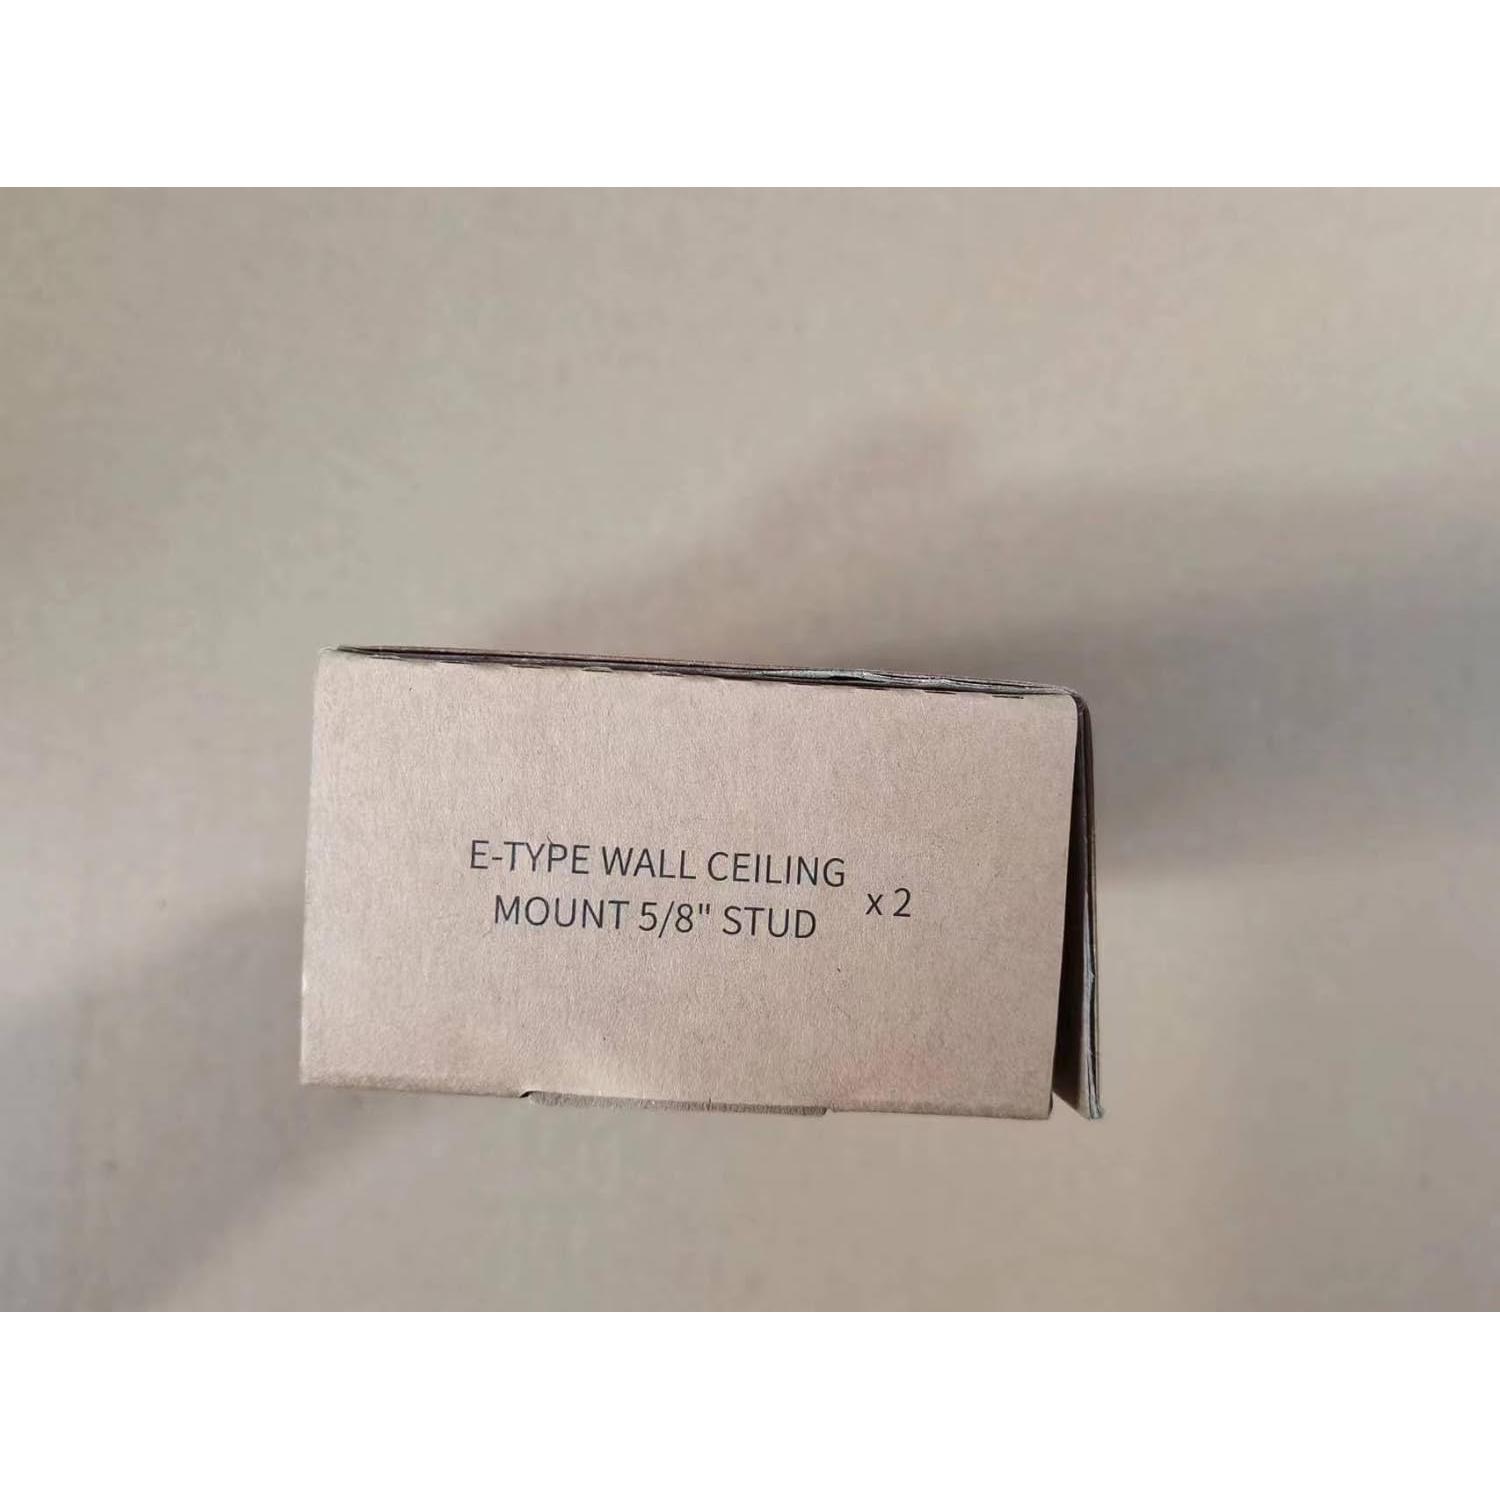 E-TYPE WALL CEILING
MOUNT 5/8" STUD
x 2